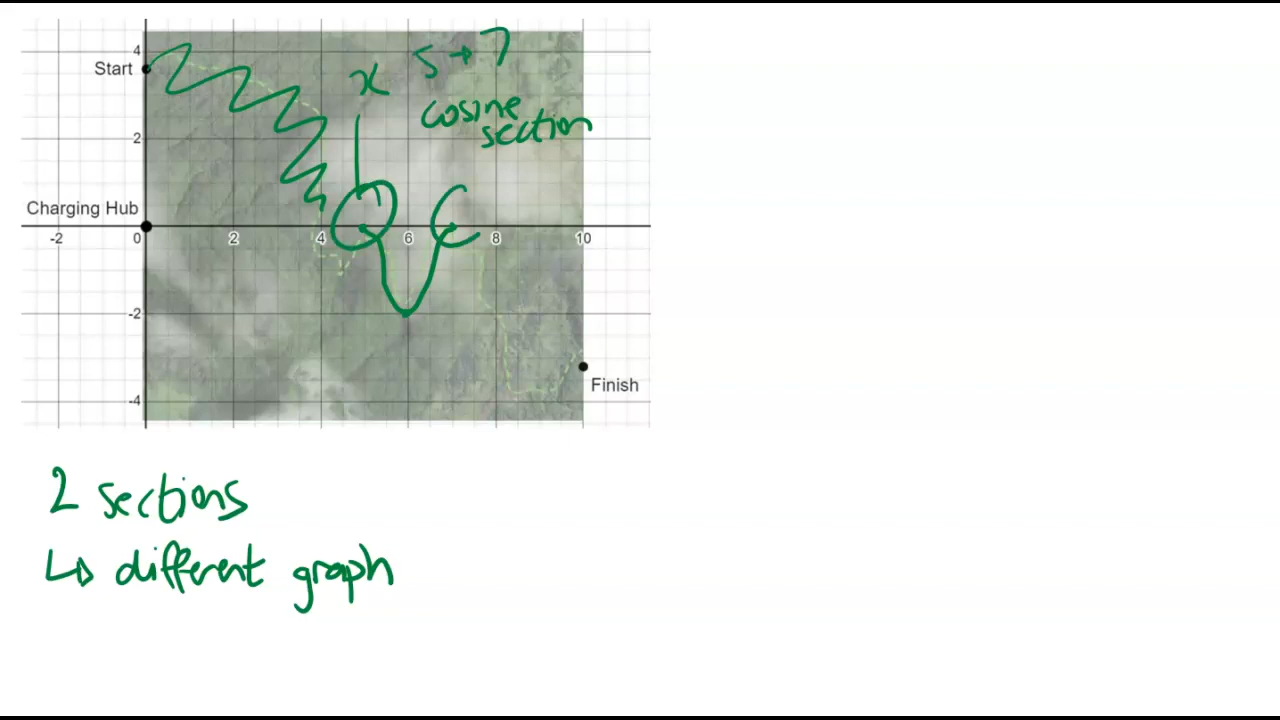 4
Start
x
5 → 7
cosine
section
2
Charging Hub
-2 0 2 4 6 8 10
-2
-4
Finish
2 sections
↳ different graph